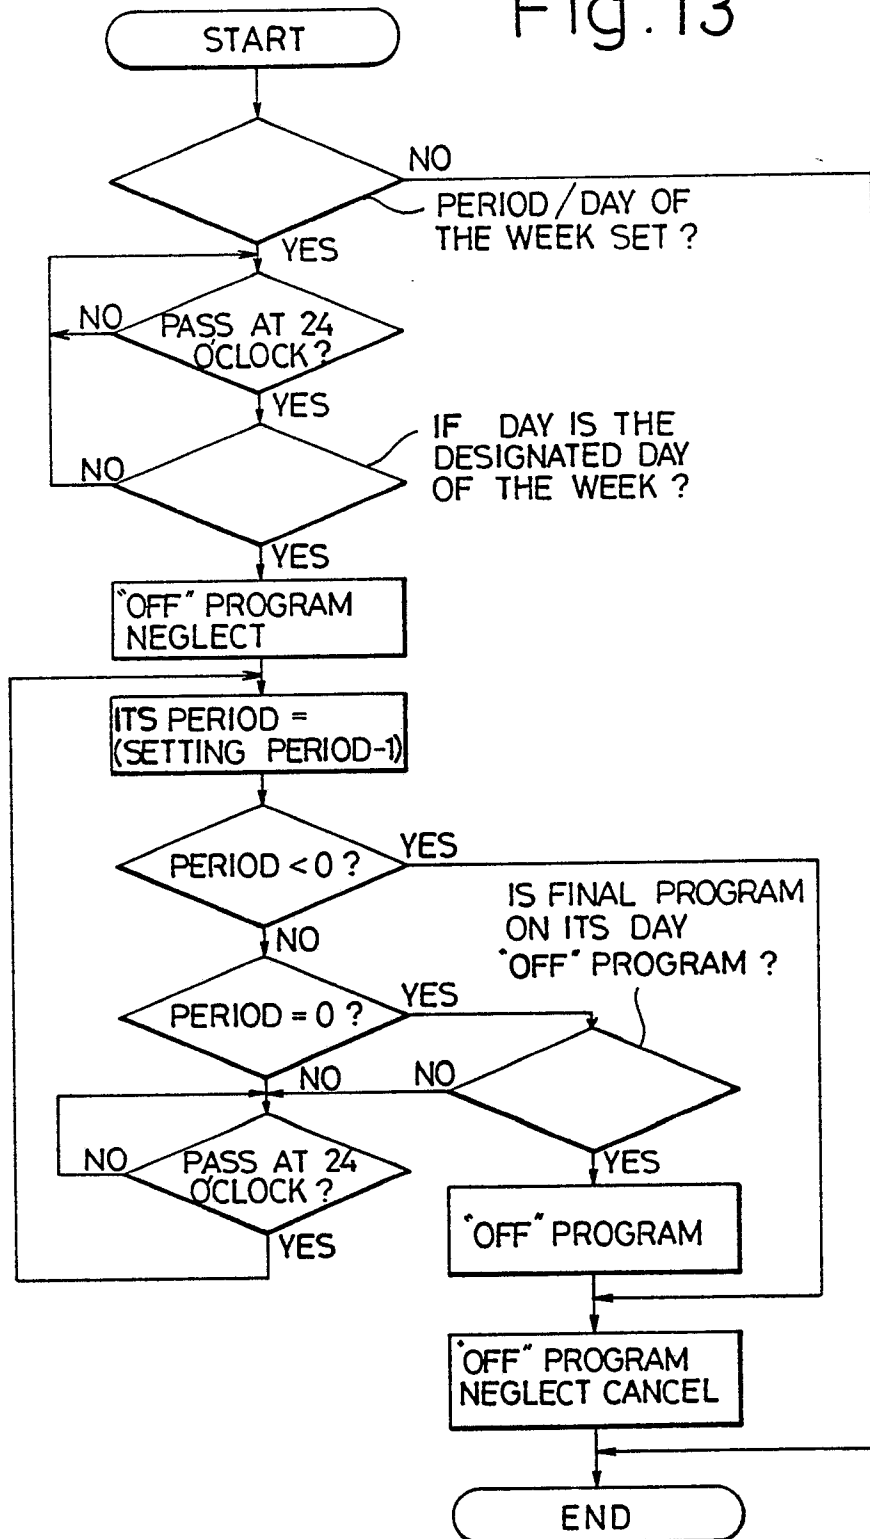 Fig. 13
START
NO
PERIOD/DAY OF
THE WEEK SET ?
YES
NO
PASS AT 24
O'CLOCK ?
YES
IF DAY IS THE
DESIGNATED DAY
OF THE WEEK ?
NO
YES
"OFF" PROGRAM
NEGLECT
ITS PERIOD =
(SETTING PERIOD-1)
PERIOD < 0 ?
YES
IS FINAL PROGRAM
ON ITS DAY
"OFF" PROGRAM ?
NO
PERIOD = 0 ?
YES
NO
NO
NO
PASS AT 24
O'CLOCK ?
YES
YES
"OFF" PROGRAM
"OFF" PROGRAM
NEGLECT CANCEL
END